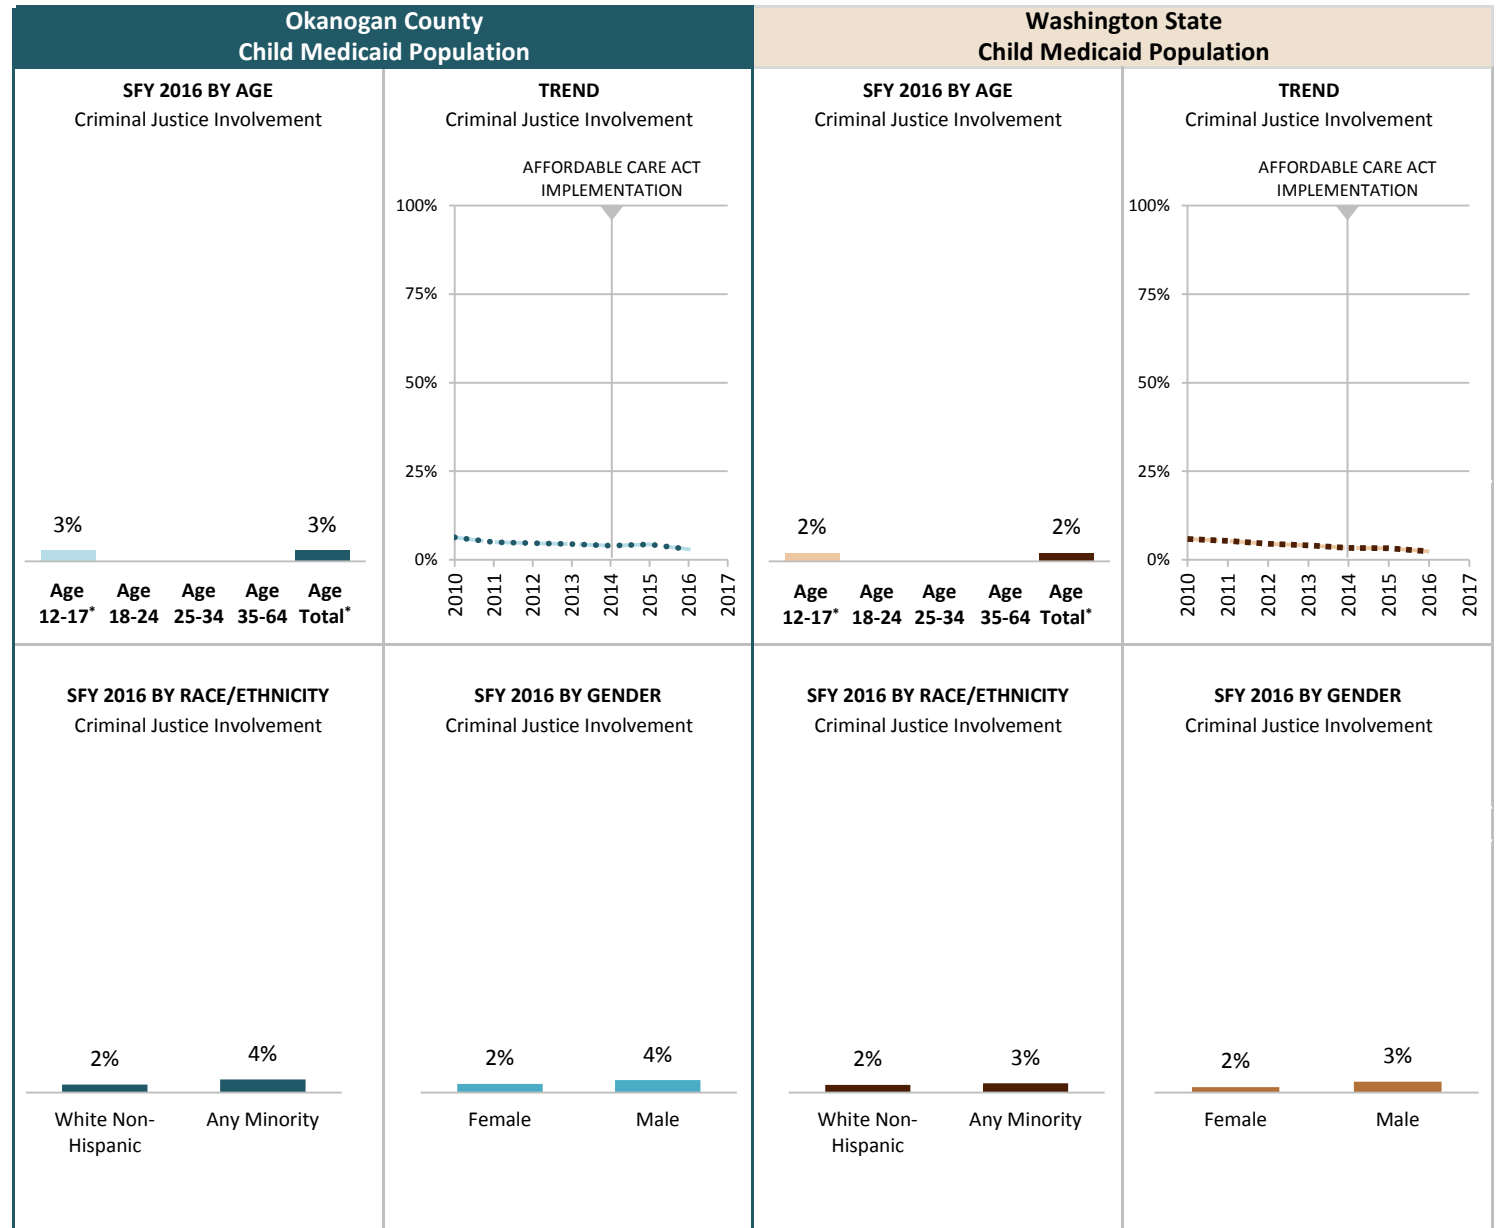 Okanogan County
Child Medicaid Population
Washington State
Child Medicaid Population
SFY 2016 BY AGE
Criminal Justice Involvement
3%
3%
Age
12-17*
Age
18-24
Age
25-34
Age
35-64
Age
Total*
TREND
Criminal Justice Involvement
AFFORDABLE CARE ACT
IMPLEMENTATION
100%
75%
50%
25%
0%
2010
2011
2012
2013
2014
2015
2016
2017
SFY 2016 BY AGE
Criminal Justice Involvement
2%
2%
Age
12-17*
Age
18-24
Age
25-34
Age
35-64
Age
Total*
TREND
Criminal Justice Involvement
AFFORDABLE CARE ACT
IMPLEMENTATION
100%
75%
50%
25%
0%
2010
2011
2012
2013
2014
2015
2016
2017
SFY 2016 BY RACE/ETHNICITY
Criminal Justice Involvement
2%
4%
White Non-
Hispanic
Any Minority
SFY 2016 BY GENDER
Criminal Justice Involvement
2%
4%
Female
Male
SFY 2016 BY RACE/ETHNICITY
Criminal Justice Involvement
2%
3%
White Non-
Hispanic
Any Minority
SFY 2016 BY GENDER
Criminal Justice Involvement
2%
3%
Female
Male